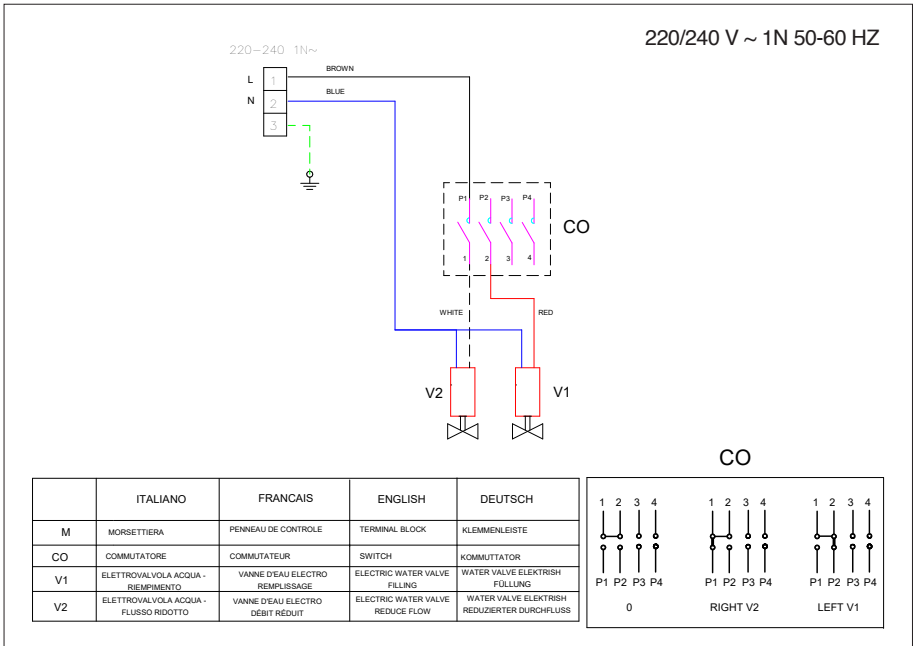 220/240 V ~ 1N 50-60 HZ
220-240 1N~
L 1 BROWN
N 2 BLUE
3
P1 P2 P3 P4
CO
1 2 3 4
WHITE RED
V2 V1
CO
ITALIANO FRANCAIS ENGLISH DEUTSCH
M MORSETTIERA PENNEAU DE CONTROLE TERMINAL BLOCK KLEMMENLEISTE
CO COMMUTATORE COMMUTATEUR SWITCH KOMMUTTATOR
V1 ELETTROVALVOLA ACQUA - VANNE D'EAU ELECTRO ELECTRIC WATER VALVE WATER VALVE ELEKTRISH
RIEMPIMENTO REMPLISSAGE FILLING FÜLLUNG
V2 ELETTROVALVOLA ACQUA - VANNE D'EAU ELECTRO ELECTRIC WATER VALVE WATER VALVE ELEKTRISH
FLUSSO RIDOTTO DÉBIT RÉDUIT REDUCE FLOW REDUZIERTER DURCHFLUSS
1 2 3 4 1 2 3 4 1 2 3 4
P1 P2 P3 P4 P1 P2 P3 P4 P1 P2 P3 P4
0 RIGHT V2 LEFT V1